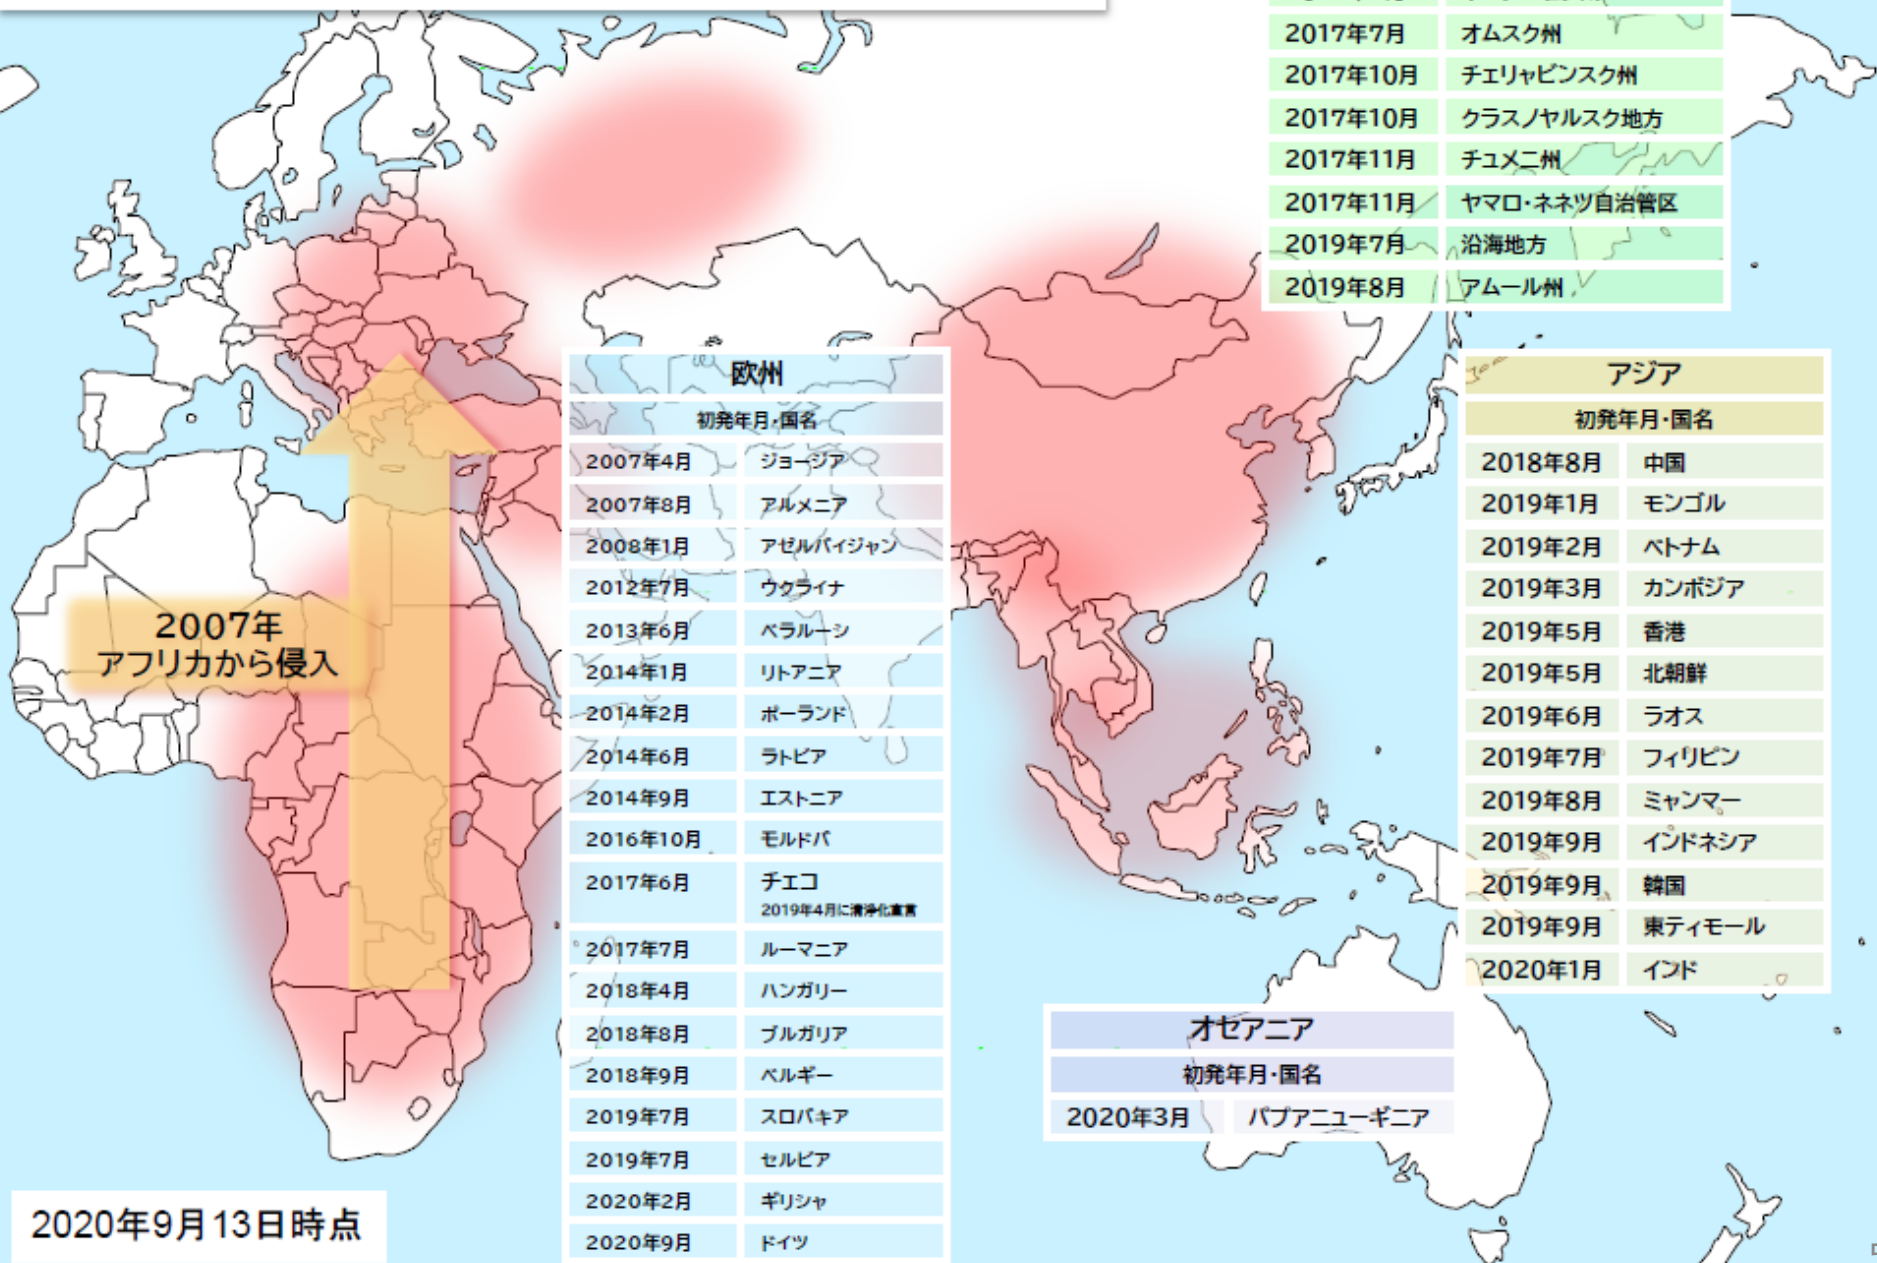 2017年7月 オムスク州
2017年10月 チェリャビンスク州
2017年10月 クラスノヤルスク地方
2017年11月 チュメニ州
2017年11月 ヤマロ・ネネツ自治管区
2019年7月 沿海地方
2019年8月 アムール州
欧州
初発年月・国名
2007年4月 ジョージア
2007年8月 アルメニア
2008年1月 アゼルバイジャン
2012年7月 ウクライナ
2013年6月 ベラルーシ
2014年1月 リトアニア
2014年2月 ポーランド
2014年6月 ラトビア
2014年9月 エストニア
2016年10月 モルドバ
2017年6月 チェコ
2019年4月に清浄化宣言
2017年7月 ルーマニア
2018年4月 ハンガリー
2018年8月 ブルガリア
2018年9月 ベルギー
2019年7月 スロバキア
2019年7月 セルビア
2020年2月 ギリシャ
2020年9月 ドイツ
アジア
初発年月・国名
2018年8月 中国
2019年1月 モンゴル
2019年2月 ベトナム
2019年3月 カンボジア
2019年5月 香港
2019年5月 北朝鮮
2019年6月 ラオス
2019年7月 フィリピン
2019年8月 ミャンマー
2019年9月 インドネシア
2019年9月 韓国
2019年9月 東ティモール
2020年1月 インド
オセアニア
初発年月・国名
2020年3月 パプアニューギニア
2007年
アフリカから侵入
2020年9月13日時点